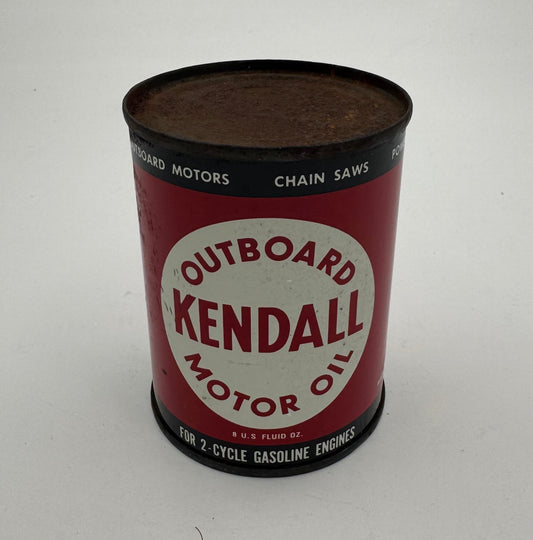 OUTBOARD MOTORS CHAIN SAWS
OUTBOARD
KENDALL
MOTOR OIL
8 U.S FLUID OZ.
FOR 2-CYCLE GASOLINE ENGINES